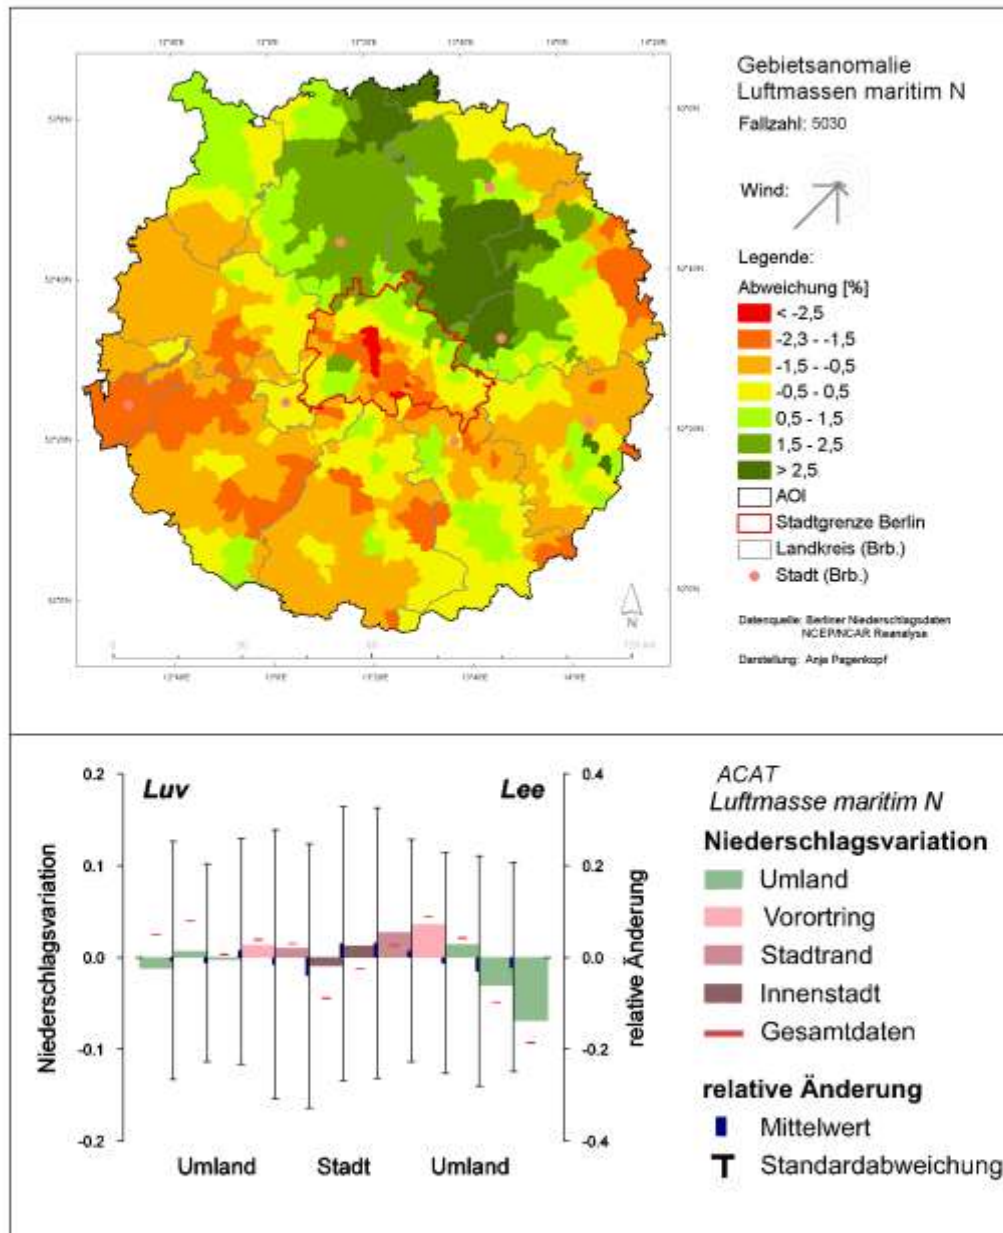 Gebietsanomalie
Luftmassen maritim N
Fallzahl: 5030
Wind:
Legende:
Abweichung [%]
< -2,5
-2,3 - -1,5
-1,5 - -0,5
-0,5 - 0,5
0,5 - 1,5
1,5 - 2,5
> 2,5
AOI
Stadtgrenze Berlin
Landkreis (Brb.)
Stadt (Brb.)
N
Datenquelle: Berliner Niederschlagsdaten
NCEP/NCAR Reanalyse
Darstellung: Anja Pagenkopf
Luv
Lee
Niederschlagsvariation
0.2
0.1
0.0
-0.1
-0.2
0.4
0.2
0.0
-0.2
-0.4
relative Änderung
Umland
Stadt
Umland
ACAT
Luftmasse maritim N
Niederschlagsvariation
Umland
Vorortring
Stadtrand
Innenstadt
Gesamtdaten
relative Änderung
Mittelwert
Standardabweichung